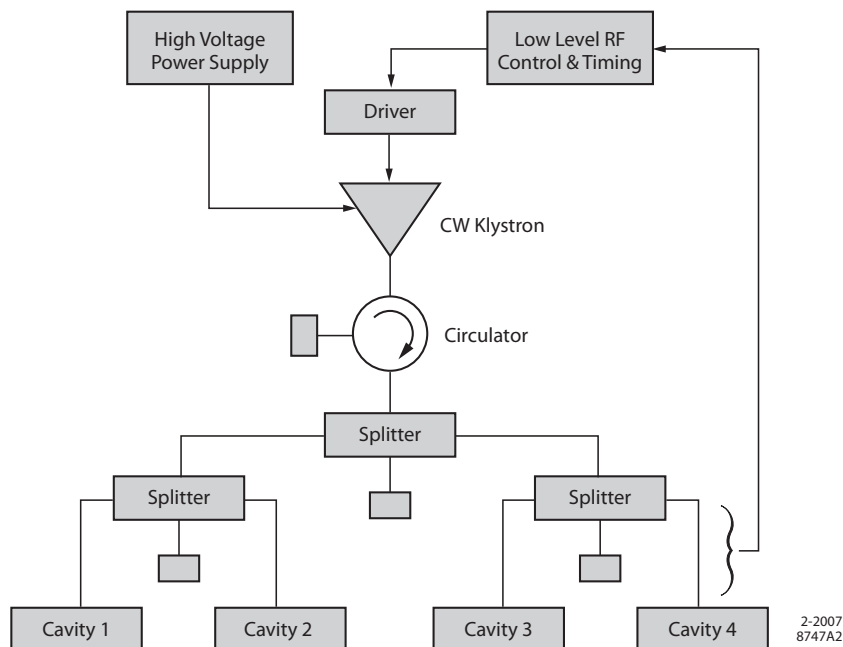 High Voltage
Power Supply
Low Level RF
Control & Timing
Driver
CW Klystron
Circulator
Splitter
Splitter
Splitter
Cavity 1
Cavity 2
Cavity 3
Cavity 4
2-2007
8747A2